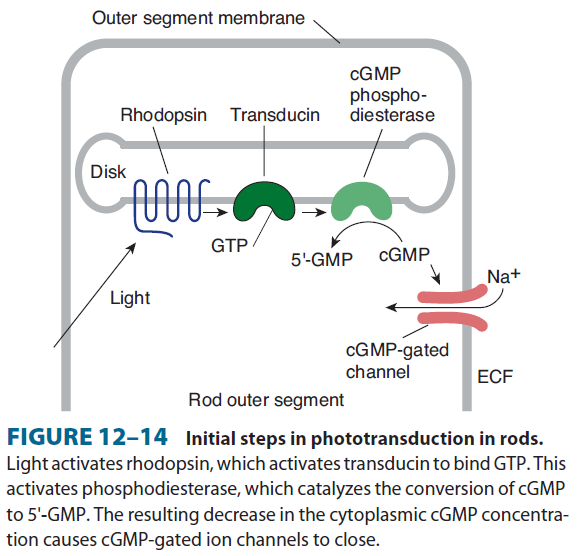 Outer segment membrane
cGMP
phospho-
diesterase
Rhodopsin
Transducin
Disk
GTP
5'-GMP
cGMP
Na+
Light
cGMP-gated
channel
ECF
Rod outer segment
FIGURE 12–14 Initial steps in phototransduction in rods.
Light activates rhodopsin, which activates transducin to bind GTP. This
activates phosphodiesterase, which catalyzes the conversion of cGMP
to 5'-GMP. The resulting decrease in the cytoplasmic cGMP concentra-
tion causes cGMP-gated ion channels to close.